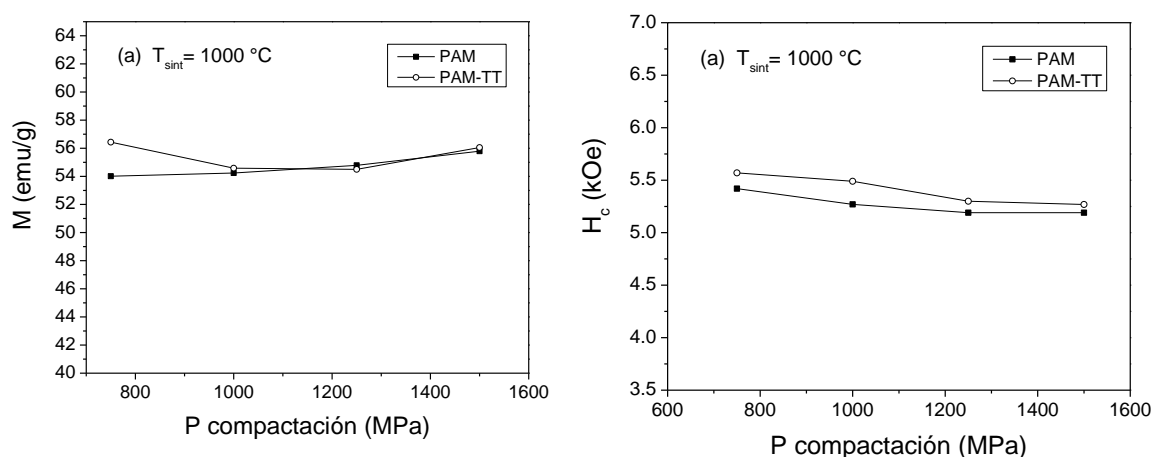 (a) T_sint= 1000 °C
PAM
PAM-TT
M (emu/g)
64
62
60
58
56
54
52
50
48
46
44
42
40
800 1000 1200 1400 1600
P compactación (MPa)
(a) T_sint= 1000 °C
PAM
PAM-TT
H_c (kOe)
7.0
6.5
6.0
5.5
5.0
4.5
4.0
3.5
600 800 1000 1200 1400 1600
P compactación (MPa)